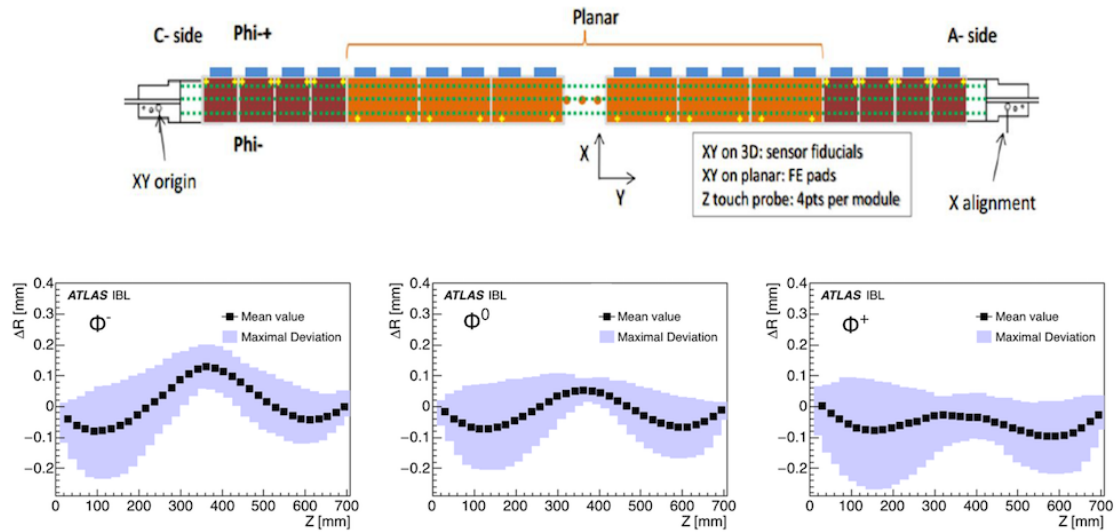 Planar
C- side
Phi-+
A- side
Phi-
XY origin
X
Y
XY on 3D: sensor fiducials
XY on planar: FE pads
Z touch probe: 4pts per module
X alignment
ΔR [mm]
0.4
0.3
0.2
0.1
0
−0.1
−0.2
ATLAS IBL
Φ-
Mean value
Maximal Deviation
0 100 200 300 400 500 600 700
Z [mm]
ΔR [mm]
0.4
0.3
0.2
0.1
0
−0.1
−0.2
ATLAS IBL
Φ0
Mean value
Maximal Deviation
0 100 200 300 400 500 600 700
Z [mm]
ΔR [mm]
0.4
0.3
0.2
0.1
0
−0.1
−0.2
ATLAS IBL
Φ+
Mean value
Maximal Deviation
0 100 200 300 400 500 600 700
Z [mm]